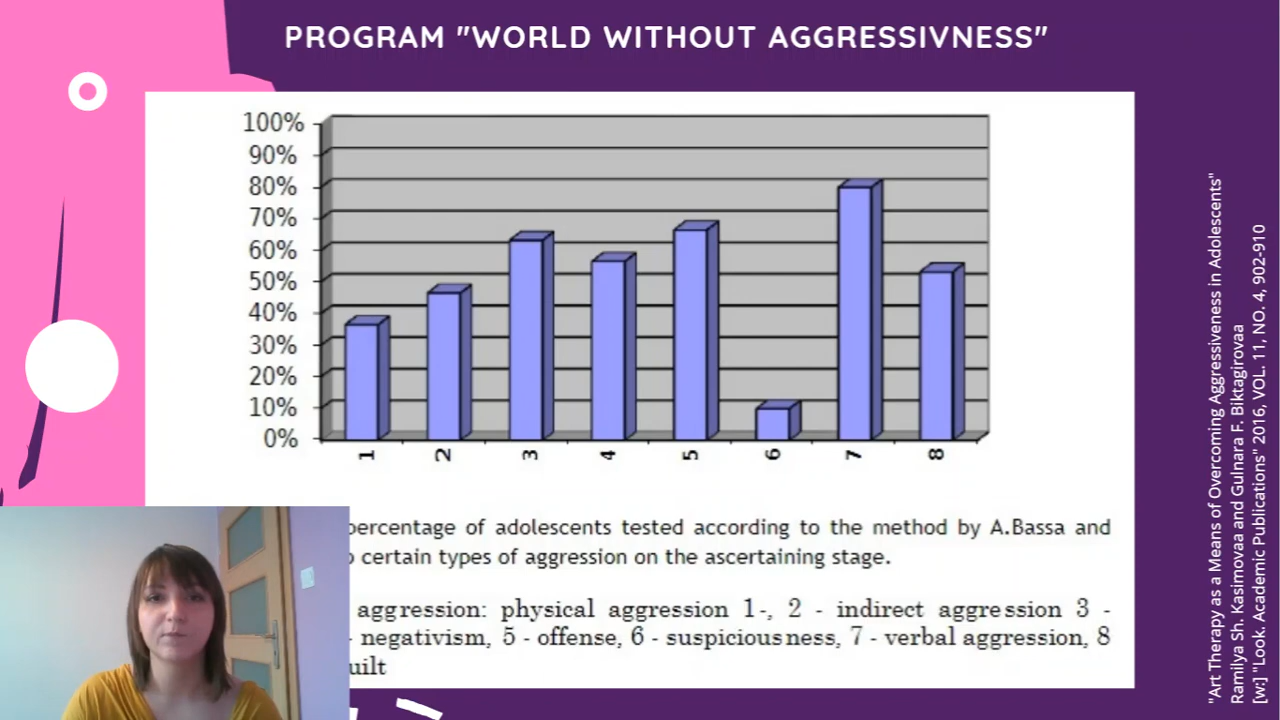 PROGRAM "WORLD WITHOUT AGGRESSIVNESS"
100%
90%
80%
70%
60%
50%
40%
30%
20%
10%
0%
1 2 3 4 5 6 7 8
percentage of adolescents tested according to the method by A.Bassa and
certain types of aggression on the ascertaining stage.
aggression: physical aggression 1-, 2 - indirect aggression 3 -
- negativism, 5 - offense, 6 - suspiciousness, 7 - verbal aggression, 8
uilt
"Art Therapy as a Means of Overcoming Aggressiveness in Adolescents"
Ramilya Sh. Kasimovaa and Gulnara F. Biktagirovaa
[w:] "Look. Academic Publications" 2016, VOL. 11, NO. 4, 902-910